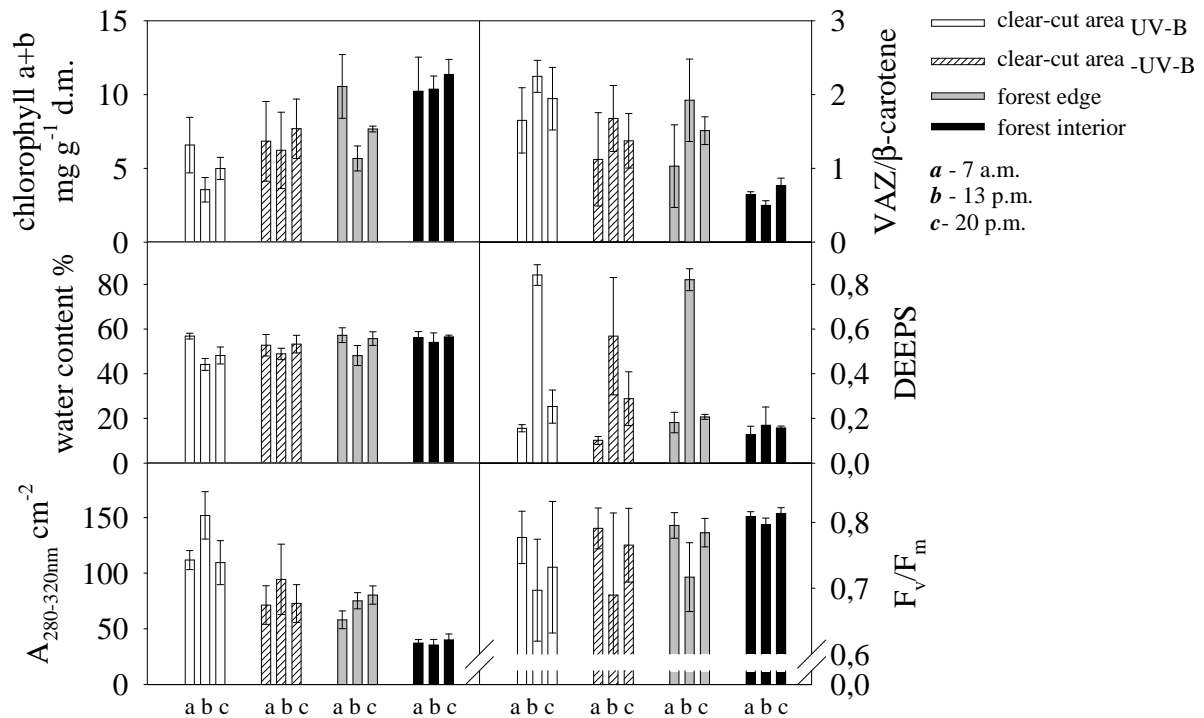 chlorophyll a+b
mg g⁻¹ d.m.
15
10
5
0
3
2
1
0
VAZ/β-carotene
clear-cut area UV-B
clear-cut area -UV-B
forest edge
forest interior
a - 7 a.m.
b - 13 p.m.
c- 20 p.m.
water content %
80
60
40
20
0
0,8
0,6
0,4
0,2
0,0
DEEPS
A280-320nm cm⁻²
150
100
50
0
0,8
0,7
0,6
0,0
Fv/Fm
a b c a b c a b c a b c a b c a b c a b c a b c